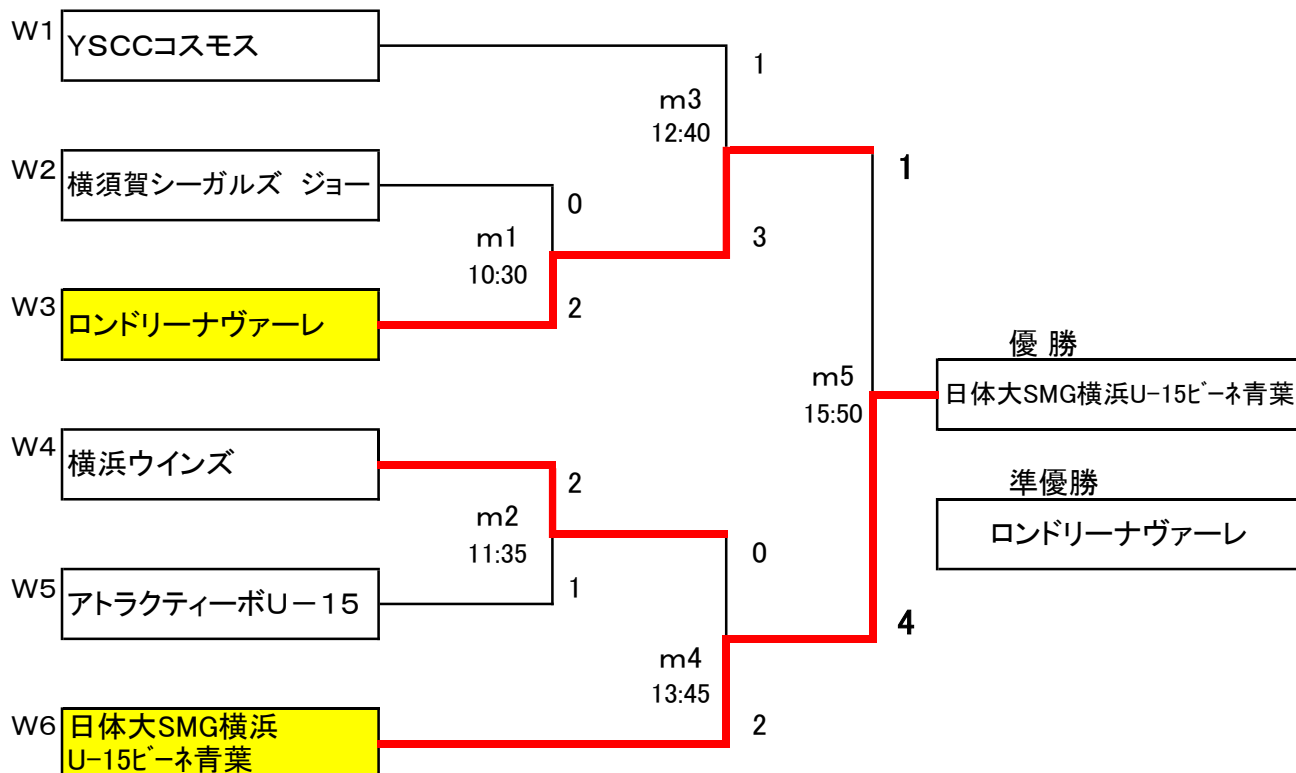 W1
YSCCコスモス
1
m3
12:40
W2
横須賀シーガルズ　ジョー
0
1
m1
10:30
3
W3
ロンドリーナヴァーレ
2
優 勝
日体大SMG横浜U-15ﾋﾞｰﾈ青葉
m5
15:50
W4
横浜ウインズ
2
準優勝
ロンドリーナヴァーレ
m2
11:35
0
W5
アトラクティーボU－15
1
4
m4
13:45
W6
日体大SMG横浜
U-15ﾋﾞｰﾈ青葉
2